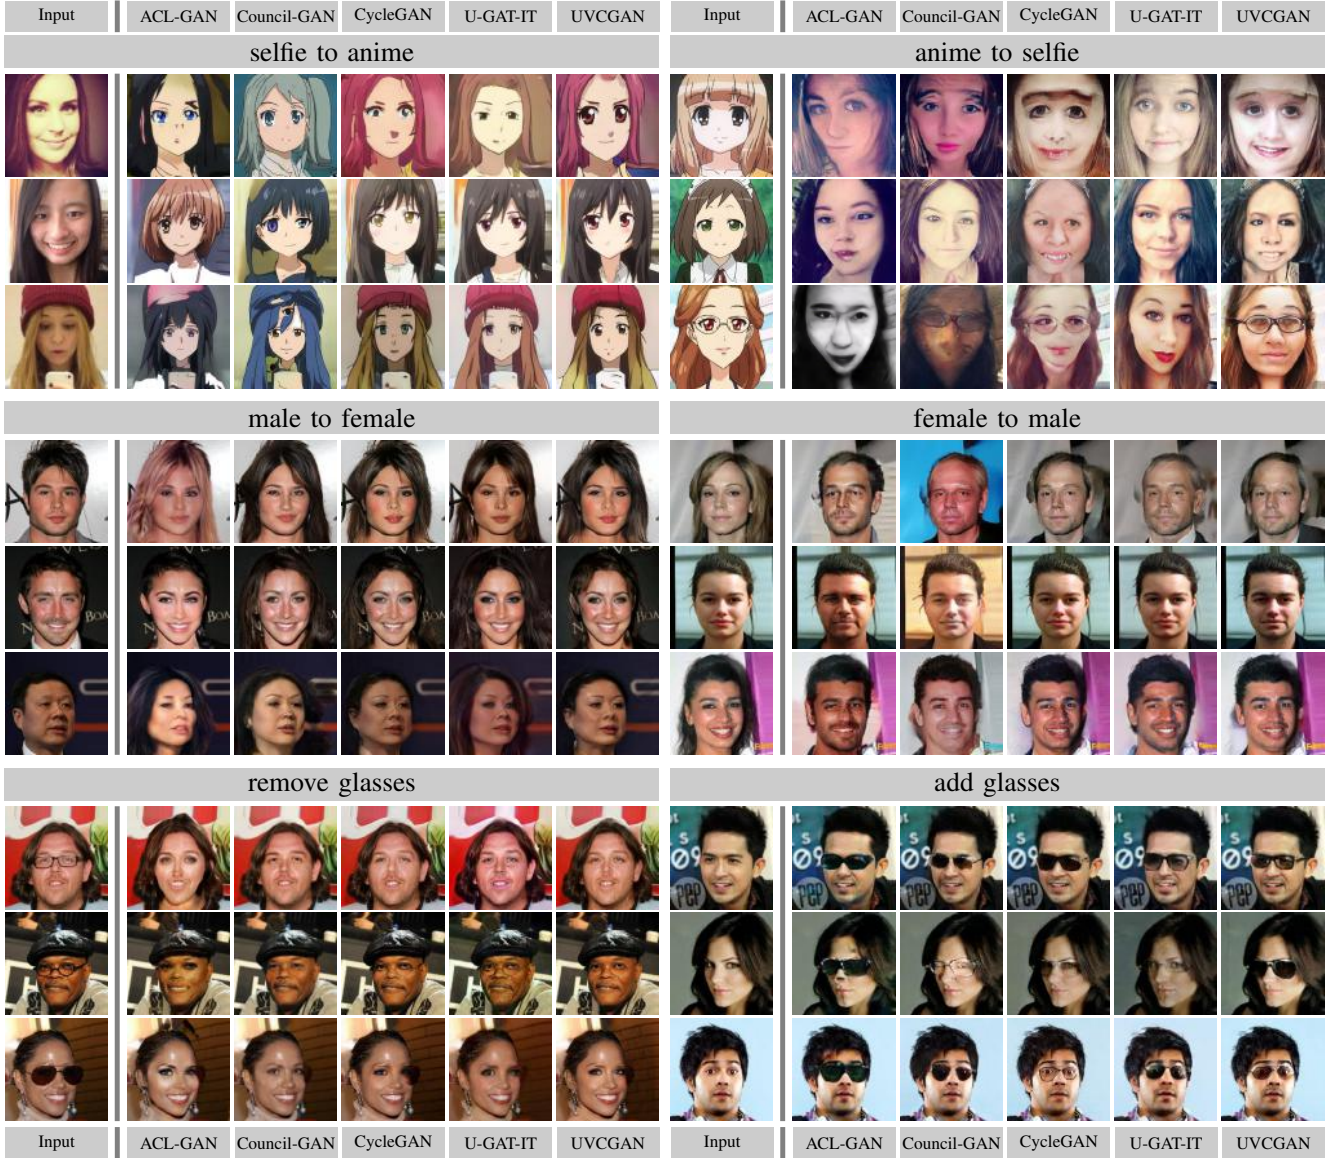 Input ACL-GAN Council-GAN CycleGAN U-GAT-IT UVCGAN Input ACL-GAN Council-GAN CycleGAN U-GAT-IT UVCGAN
selfie to anime anime to selfie
male to female female to male
remove glasses add glasses
PEP
Input ACL-GAN Council-GAN CycleGAN U-GAT-IT UVCGAN Input ACL-GAN Council-GAN CycleGAN U-GAT-IT UVCGAN